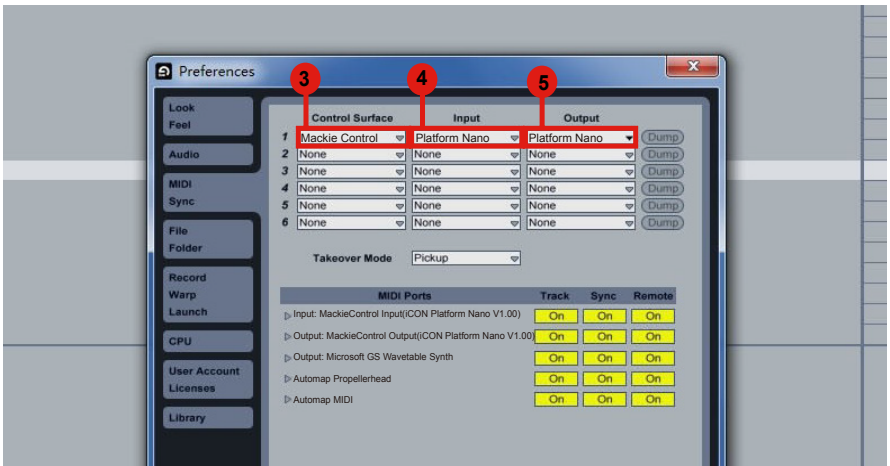 Preferences
x
3
4
5
Look
Feel
Audio
MIDI
Sync
File
Folder
Record
Warp
Launch
CPU
User Account
Licenses
Library
Control Surface Input Output
1 Mackie Control Platform Nano Platform Nano Dump
2 None None None Dump
3 None None None Dump
4 None None None Dump
5 None None None Dump
6 None None None Dump
Takeover Mode Pickup
MIDI Ports Track Sync Remote
Input: MackieControl Input(iCON Platform Nano V1.00) On On On
Output: MackieControl Output(iCON Platform Nano V1.00) On On On
Output: Microsoft GS Wavetable Synth On On On
Automap Propellerhead On On On
Automap MIDI On On On